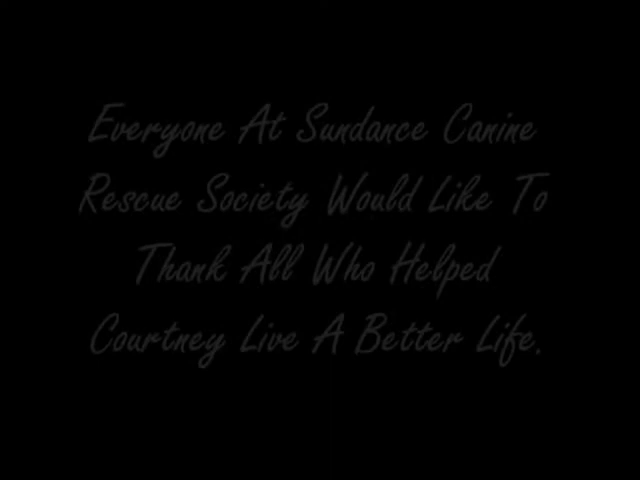 Everyone At Sundance Canine
Rescue Society Would Like To
Thank All Who Helped
Courtney Live A Better Life.